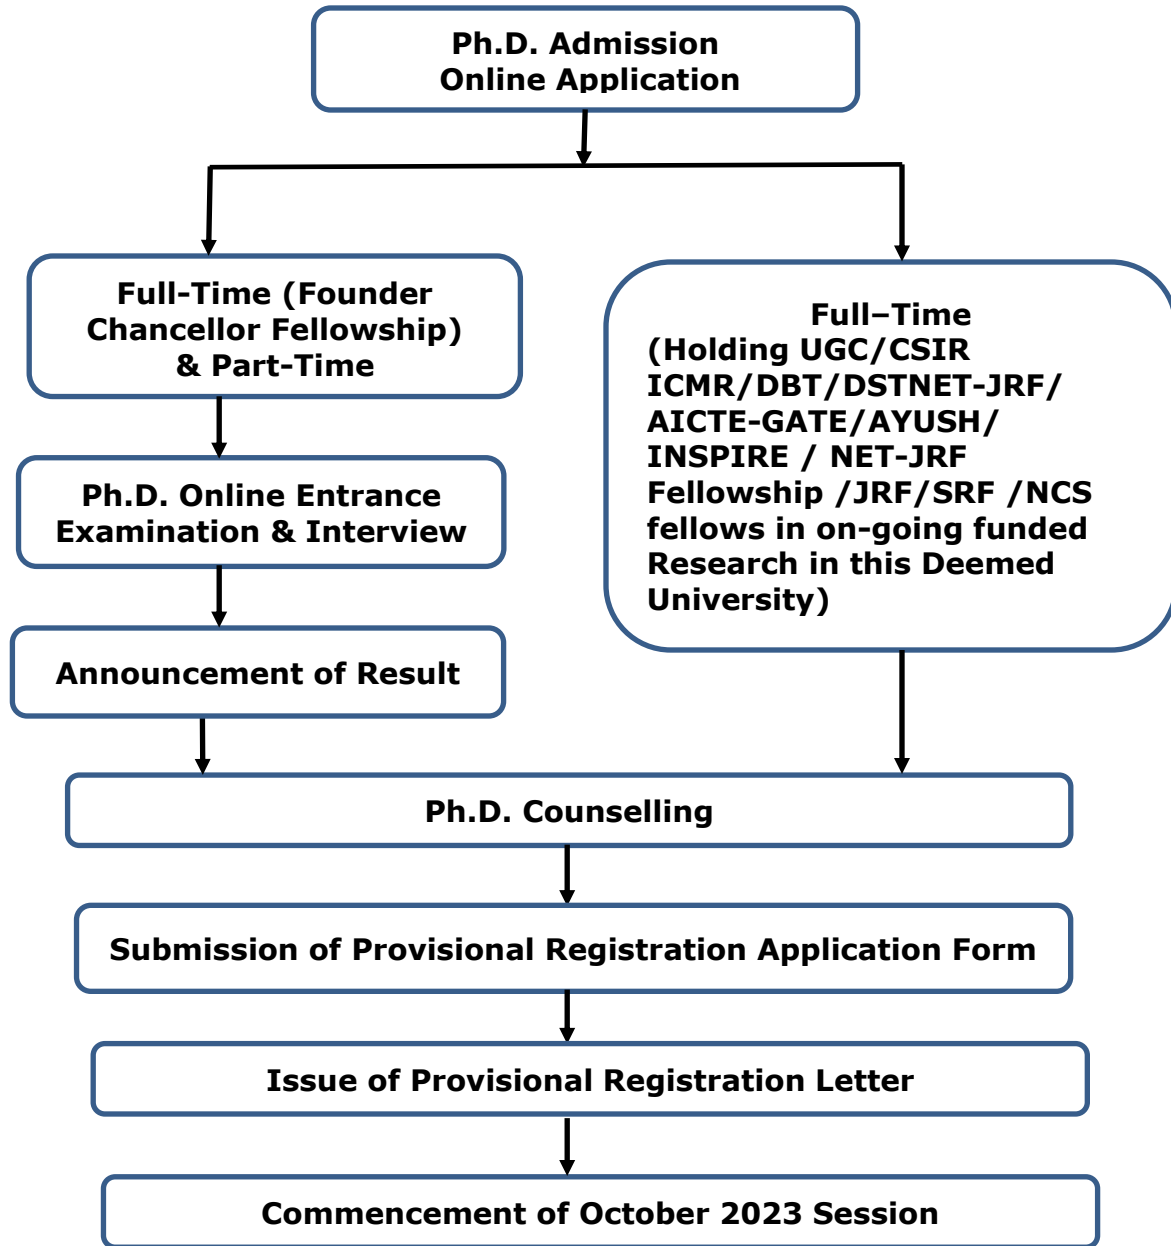 Ph.D. Admission
Online Application
Full-Time (Founder
Chancellor Fellowship)
& Part-Time
Full–Time
(Holding UGC/CSIR
ICMR/DBT/DSTNET-JRF/
AICTE-GATE/AYUSH/
INSPIRE / NET-JRF
Fellowship /JRF/SRF /NCS
fellows in on-going funded
Research in this Deemed
University)
Ph.D. Online Entrance
Examination & Interview
Announcement of Result
Ph.D. Counselling
Submission of Provisional Registration Application Form
Issue of Provisional Registration Letter
Commencement of October 2023 Session